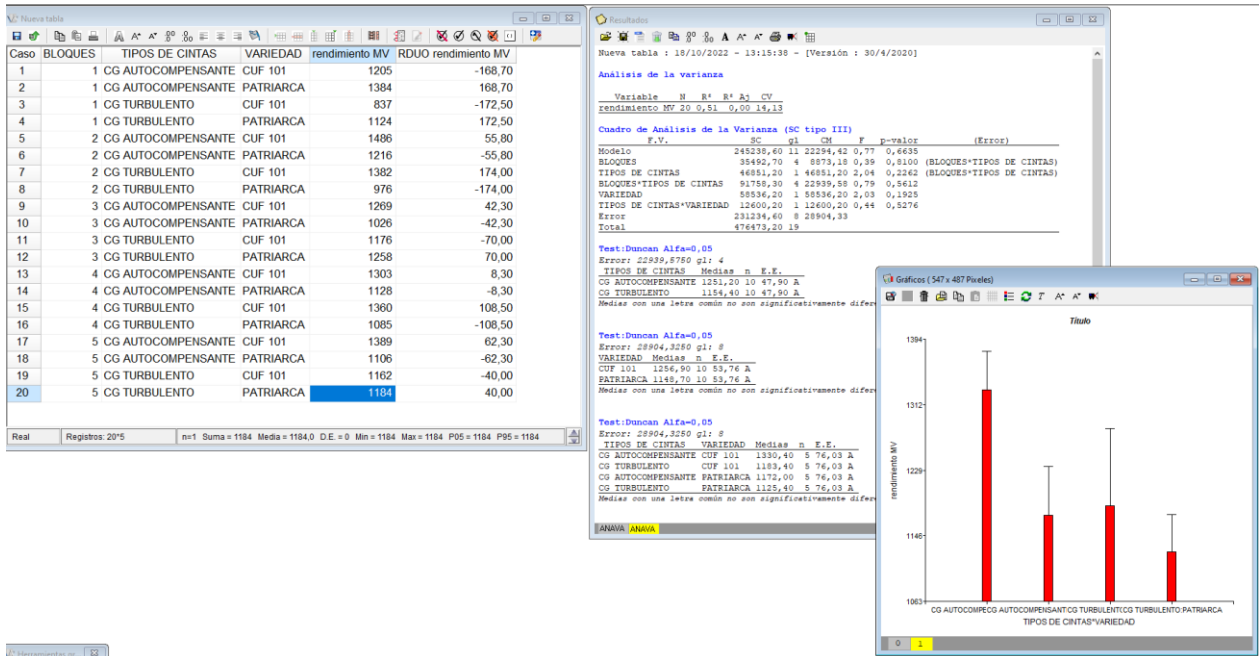 Nueva tabla
Caso BLOQUES TIPOS DE CINTAS VARIEDAD rendimiento MV RDUO rendimiento MV
1 1 CG AUTOCOMPENSANTE CUF 101 1205 -168,70
2 1 CG AUTOCOMPENSANTE PATRIARCA 1384 168,70
3 1 CG TURBULENTO CUF 101 837 -172,50
4 1 CG TURBULENTO PATRIARCA 1124 172,50
5 2 CG AUTOCOMPENSANTE CUF 101 1486 55,80
6 2 CG AUTOCOMPENSANTE PATRIARCA 1216 -55,80
7 2 CG TURBULENTO CUF 101 1382 174,00
8 2 CG TURBULENTO PATRIARCA 976 -174,00
9 3 CG AUTOCOMPENSANTE CUF 101 1269 42,30
10 3 CG AUTOCOMPENSANTE PATRIARCA 1026 -42,30
11 3 CG TURBULENTO CUF 101 1176 -70,00
12 3 CG TURBULENTO PATRIARCA 1258 70,00
13 4 CG AUTOCOMPENSANTE CUF 101 1303 8,30
14 4 CG AUTOCOMPENSANTE PATRIARCA 1128 -8,30
15 4 CG TURBULENTO CUF 101 1360 108,50
16 4 CG TURBULENTO PATRIARCA 1085 -108,50
17 5 CG AUTOCOMPENSANTE CUF 101 1389 62,30
18 5 CG AUTOCOMPENSANTE PATRIARCA 1106 -62,30
19 5 CG TURBULENTO CUF 101 1162 -40,00
20 5 CG TURBULENTO PATRIARCA 1184 40,00
Real Registros: 20*5 n=1 Suma = 1184 Media = 1184,0 D.E. = 0 Min = 1184 Max = 1184 P05 = 1184 P95 = 1184
Resultados
Nueva tabla : 18/10/2022 - 13:15:38 - [Versión : 30/4/2020]
Análisis de la varianza
Variable N R² R² Aj CV
rendimiento MV 20 0,51 0,00 14,13
Cuadro de Análisis de la Varianza (SC tipo III)
F.V. SC gl CM F p-valor (Error)
Modelo 245238,60 11 22294,42 0,77 0,6635
BLOQUES 35492,70 4 8873,18 0,39 0,8100 (BLOQUES*TIPOS DE CINTAS)
TIPOS DE CINTAS 46851,20 1 46851,20 2,04 0,2262 (BLOQUES*TIPOS DE CINTAS)
BLOQUES*TIPOS DE CINTAS 91758,30 4 22939,58 0,79 0,5612
VARIEDAD 58536,20 1 58536,20 2,03 0,1925
TIPOS DE CINTAS*VARIEDAD 12600,20 1 12600,20 0,44 0,5276
Error 231234,60 8 28904,33
Total 476473,20 19
Test:Duncan Alfa=0,05
Error: 22939,5750 gl: 4
TIPOS DE CINTAS Medias n E.E.
CG AUTOCOMPENSANTE 1251,20 10 47,90 A
CG TURBULENTO 1154,40 10 47,90 A
Medias con una letra común no son significativamente difer
Test:Duncan Alfa=0,05
Error: 28904,3250 gl: 8
VARIEDAD Medias n E.E.
CUF 101 1256,90 10 53,76 A
PATRIARCA 1148,70 10 53,76 A
Medias con una letra común no son significativamente difer
Test:Duncan Alfa=0,05
Error: 28904,3250 gl: 8
TIPOS DE CINTAS VARIEDAD Medias n E.E.
CG AUTOCOMPENSANTE CUF 101 1330,40 5 76,03 A
CG TURBULENTO CUF 101 1183,40 5 76,03 A
CG AUTOCOMPENSANTE PATRIARCA 1172,00 5 76,03 A
CG TURBULENTO PATRIARCA 1125,40 5 76,03 A
Medias con una letra común no son significativamente difer
ANAVA ANAVA
Gráficos ( 547 x 487 Pixeles)
Título
1394
1312
1229
1146
1063
rendimiento MV
CG AUTOCOMPECG AUTOCOMPENSANT:CG TURBULENT(CG TURBULENTO:PATRIARCA
TIPOS DE CINTAS*VARIEDAD
0 1